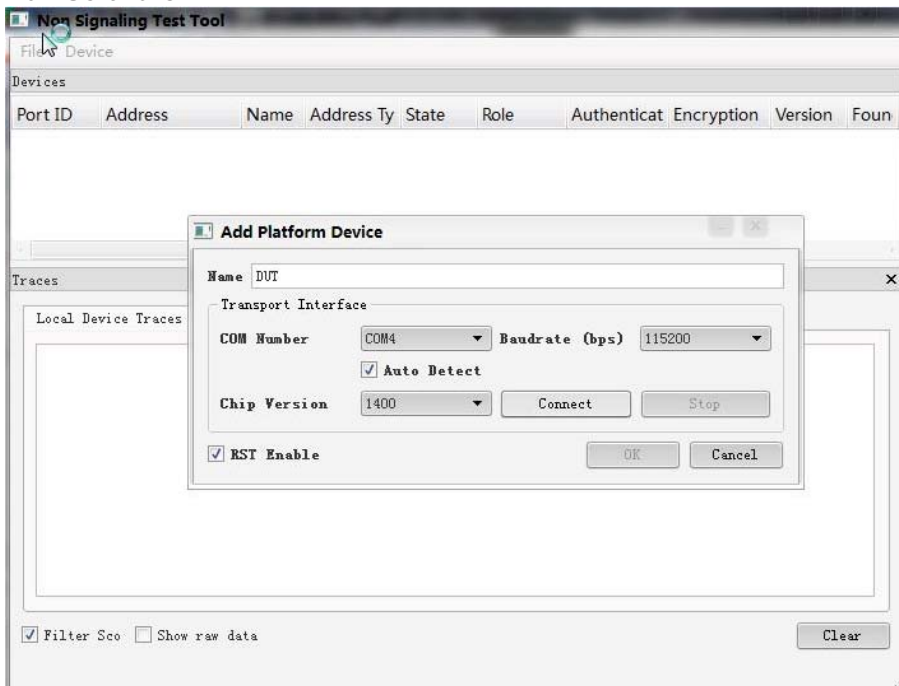 Non Signaling Test Tool
File Device
Devices
Port ID Address Name Address Ty State Role Authenticat Encryption Version Foun
Add Platform Device
Name DUT
Traces
Transport Interface
Local Device Traces
COM Number COM4 Baudrate (bps) 115200
Auto Detect
Chip Version 1400 Connect Stop
RST Enable OK Cancel
Filter Sco Show raw data Clear